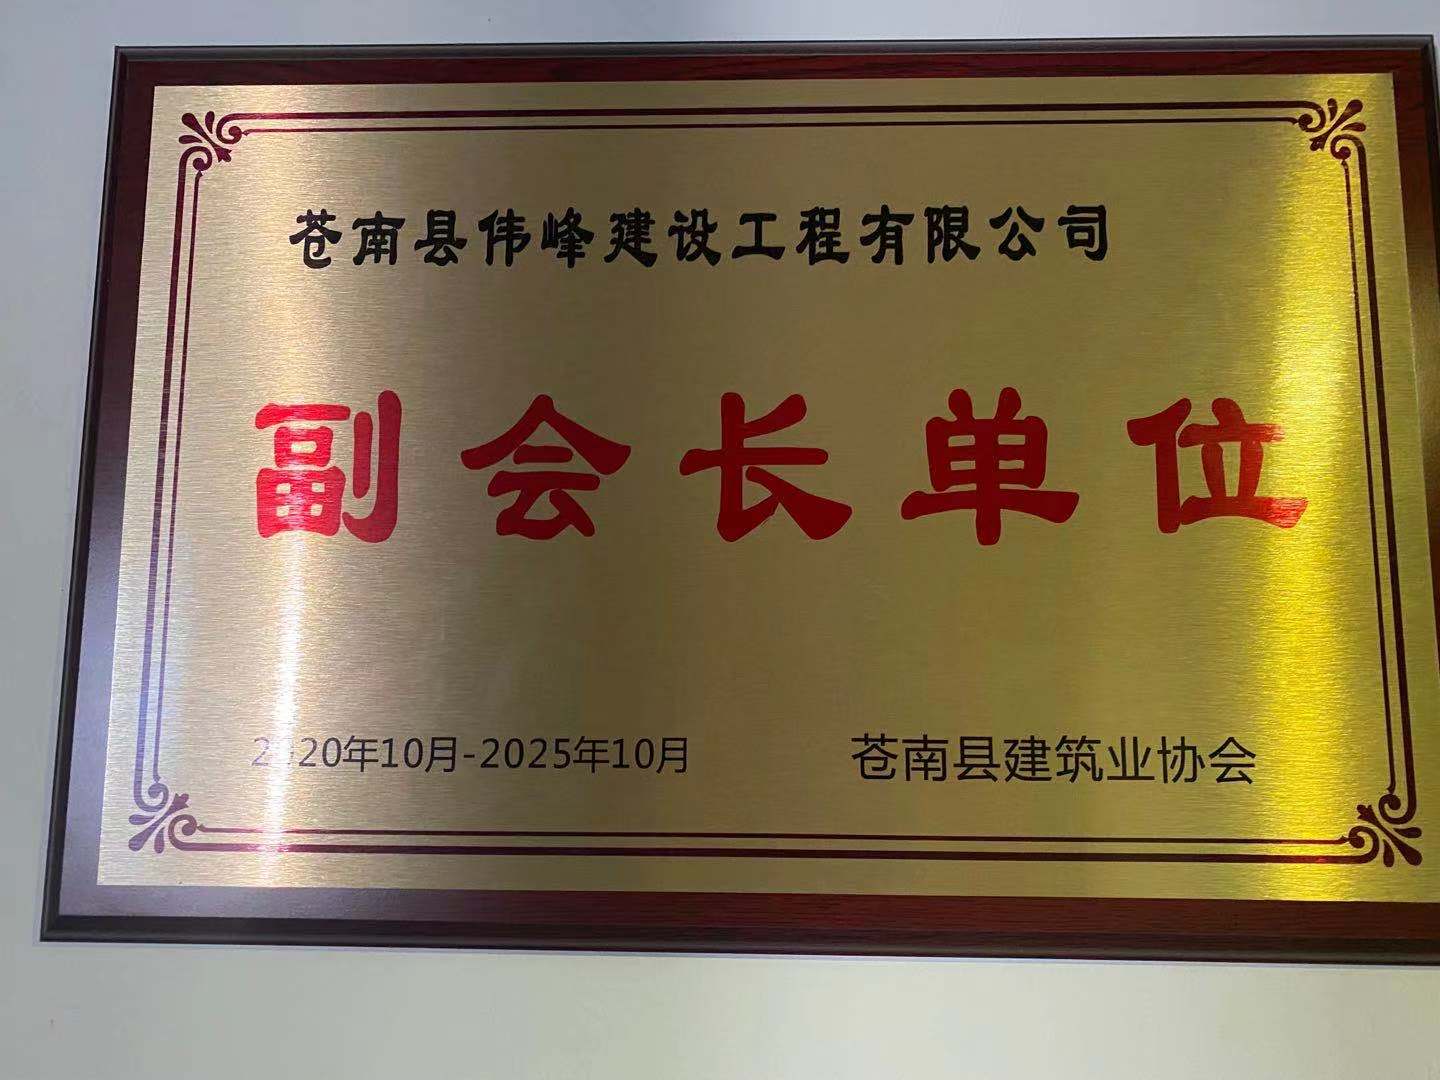 苍南县伟峰建设工程有限公司
副会长单位
2020年10月-2025年10月
苍南县建筑业协会